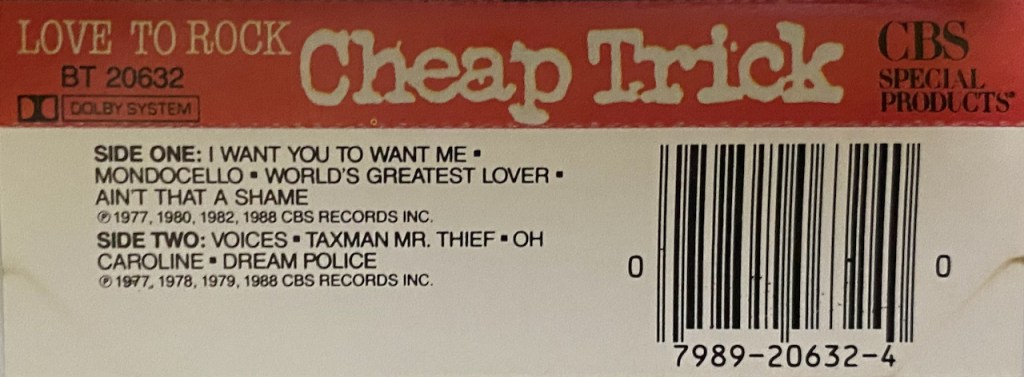 LOVE TO ROCK
BT 20632
DOLBY SYSTEM
Cheap Trick
CBS
SPECIAL
PRODUCTS
SIDE ONE: I WANT YOU TO WANT ME ▪
MONDOCELLO ▪ WORLD'S GREATEST LOVER ▪
AIN'T THAT A SHAME
℗ 1977, 1980, 1982, 1988 CBS RECORDS INC.
SIDE TWO: VOICES ▪ TAXMAN MR. THIEF ▪ OH
CAROLINE ▪ DREAM POLICE
℗ 1977, 1978, 1979, 1988 CBS RECORDS INC.
0 0
7989-20632-4